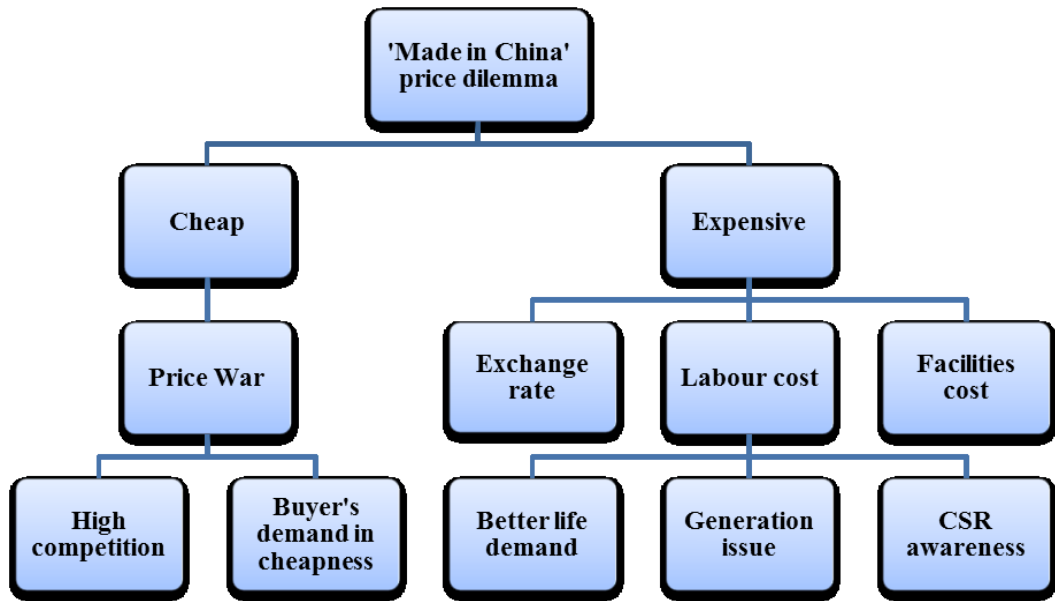 'Made in China'
price dilemma
Cheap
Expensive
Price War
Exchange
rate
Labour cost
Facilities
cost
High
competition
Buyer's
demand in
cheapness
Better life
demand
Generation
issue
CSR
awareness